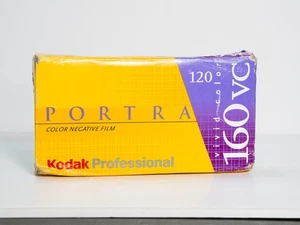 PORTRA
COLOR NEGATIVE FILM
Kodak Professional
120
vivid color
160VC